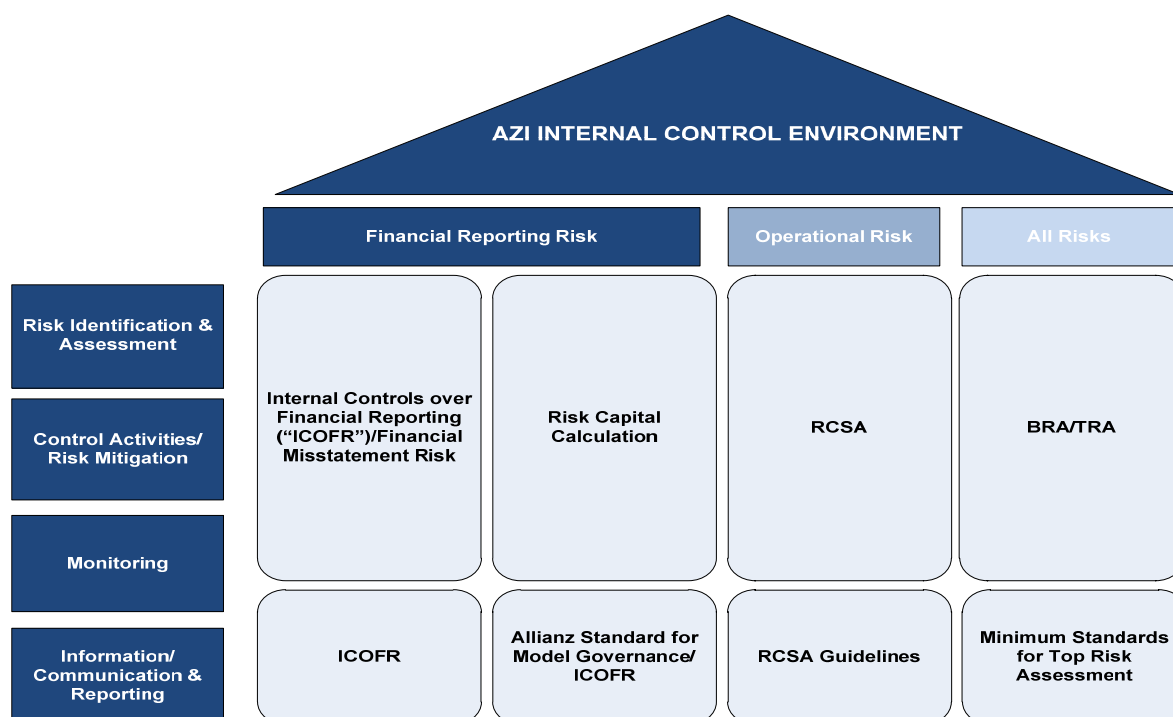 AZI INTERNAL CONTROL ENVIRONMENT
Financial Reporting Risk
Operational Risk
All Risks
Risk Identification &
Assessment
Control Activities/
Risk Mitigation
Monitoring
Information/
Communication &
Reporting
Internal Controls over
Financial Reporting
(“ICOFR”)/Financial
Misstatement Risk
Risk Capital
Calculation
RCSA
BRA/TRA
ICOFR
Allianz Standard for
Model Governance/
ICOFR
RCSA Guidelines
Minimum Standards
for Top Risk
Assessment